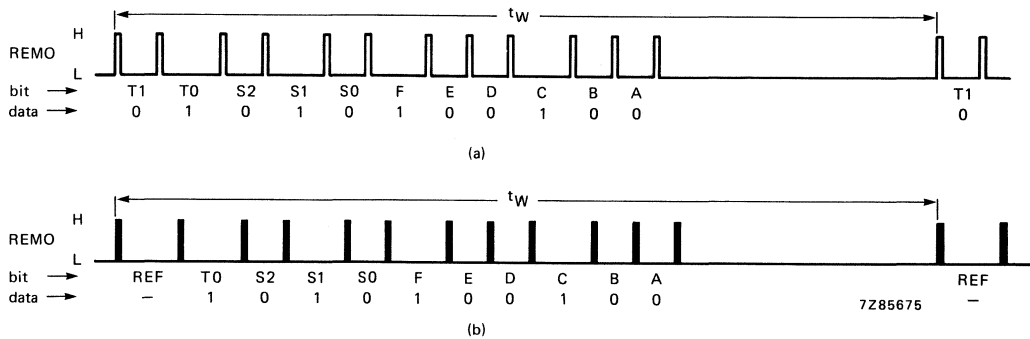 tW
H
REMO
L
bit → T1 T0 S2 S1 S0 F E D C B A T1
data → 0 1 0 1 0 1 0 0 1 0 0 0
(a)
tW
H
REMO
L
bit → REF T0 S2 S1 S0 F E D C B A REF
data → – 1 0 1 0 1 0 0 1 0 0 –
7Z85675
(b)